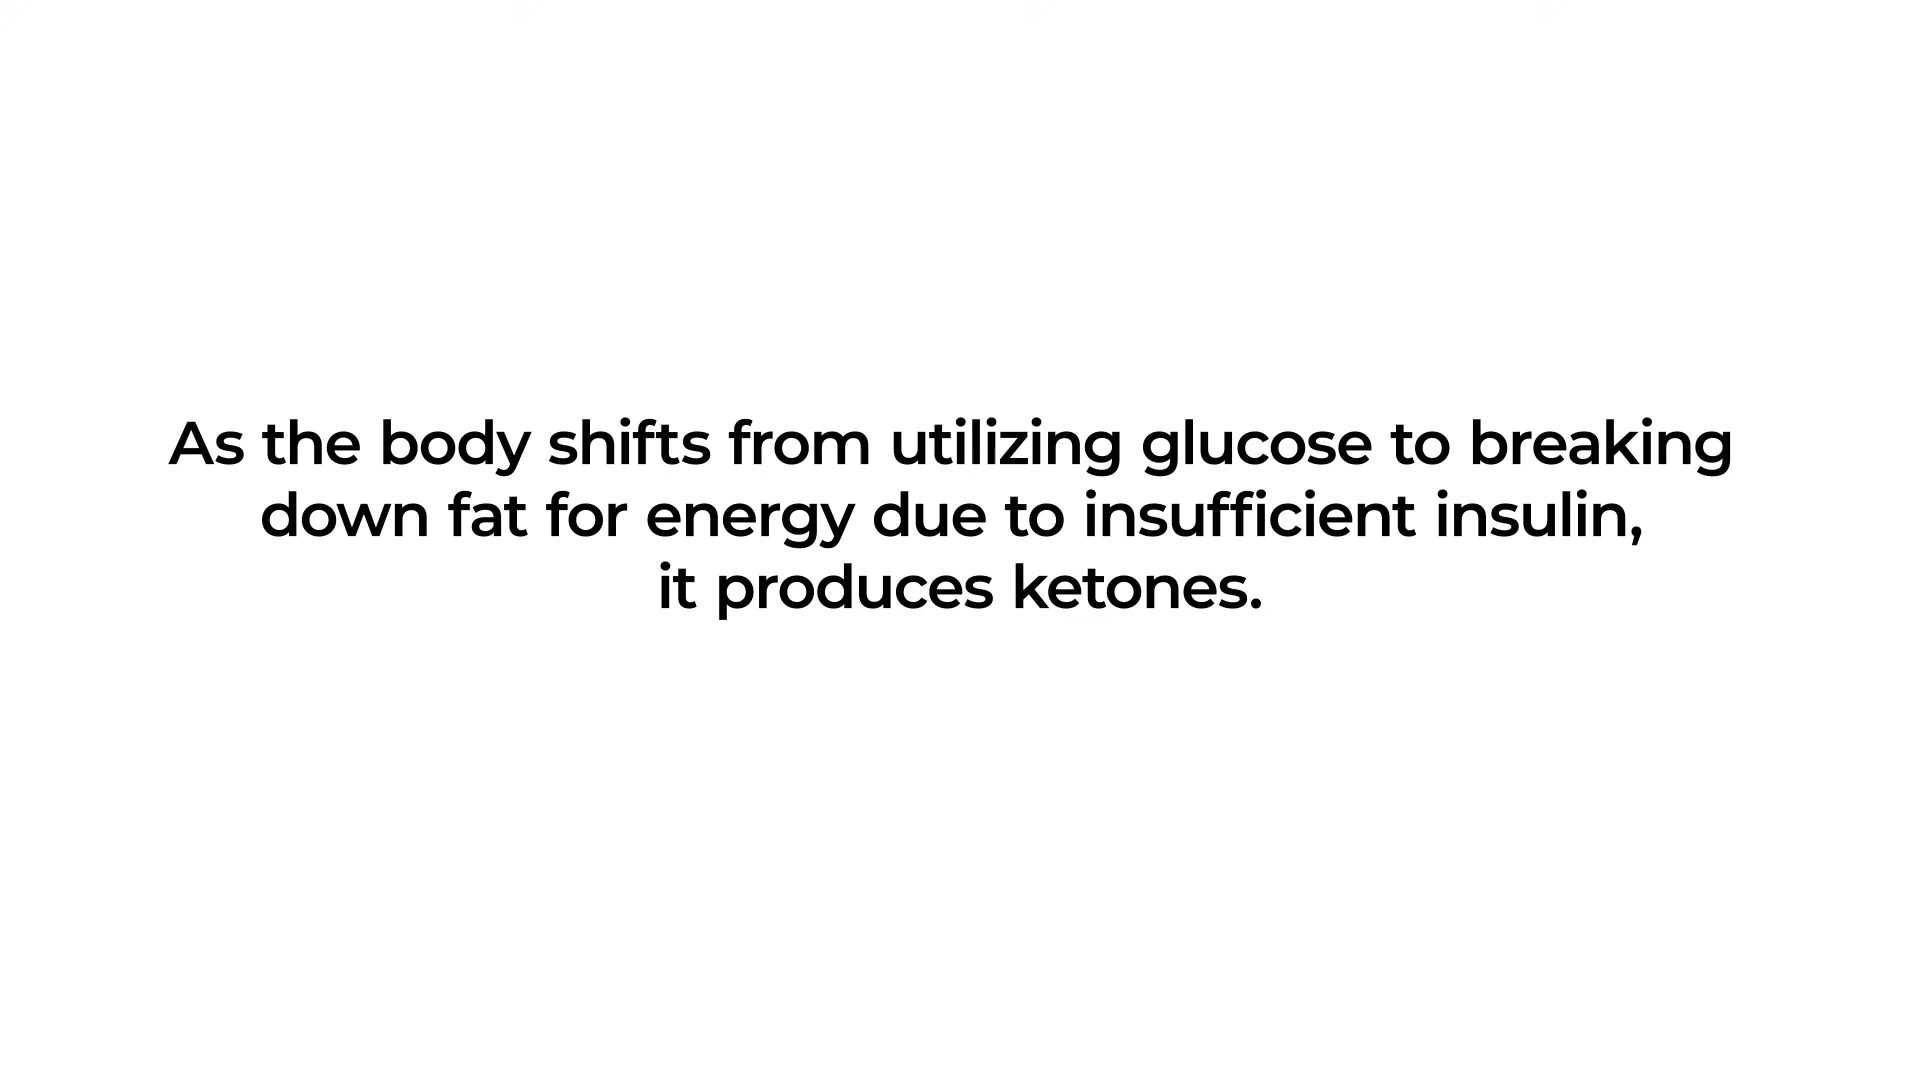 As the body shifts from utilizing glucose to breaking
down fat for energy due to insufficient insulin,
it produces ketones.